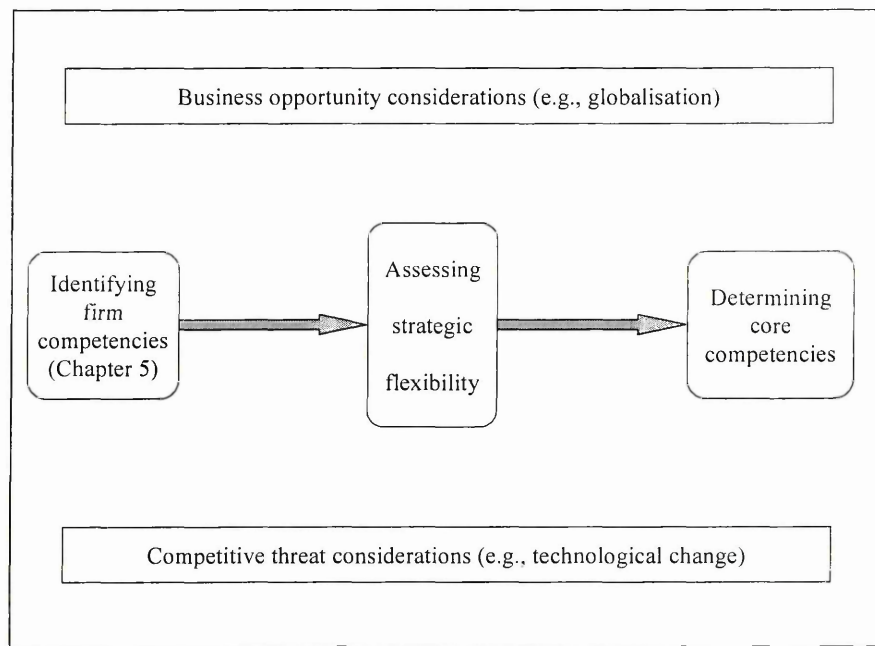 Business opportunity considerations (e.g., globalisation)
Identifying
firm
competencies
(Chapter 5)
Assessing
strategic
flexibility
Determining
core
competencies
Competitive threat considerations (e.g., technological change)